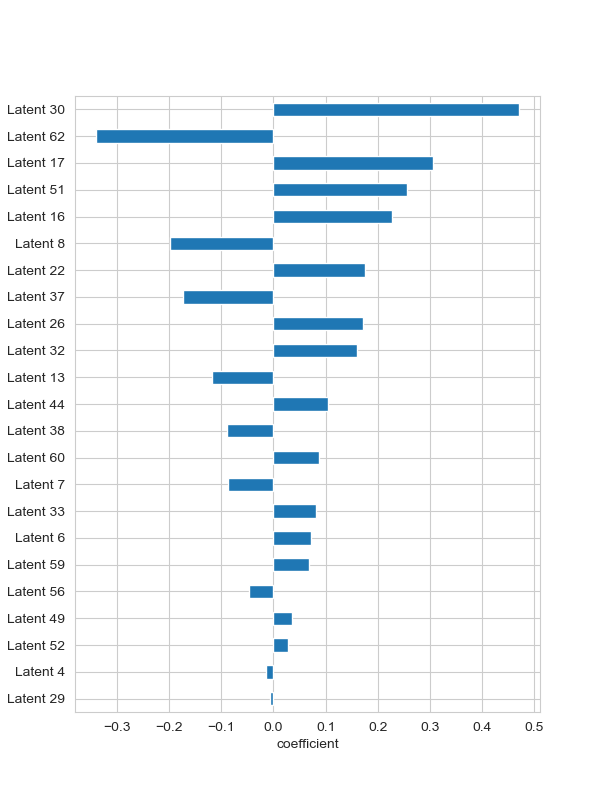 Latent 30
Latent 62
Latent 17
Latent 51
Latent 16
Latent 8
Latent 22
Latent 37
Latent 26
Latent 32
Latent 13
Latent 44
Latent 38
Latent 60
Latent 7
Latent 33
Latent 6
Latent 59
Latent 56
Latent 49
Latent 52
Latent 4
Latent 29
−0.3 −0.2 −0.1 0.0 0.1 0.2 0.3 0.4 0.5
coefficient